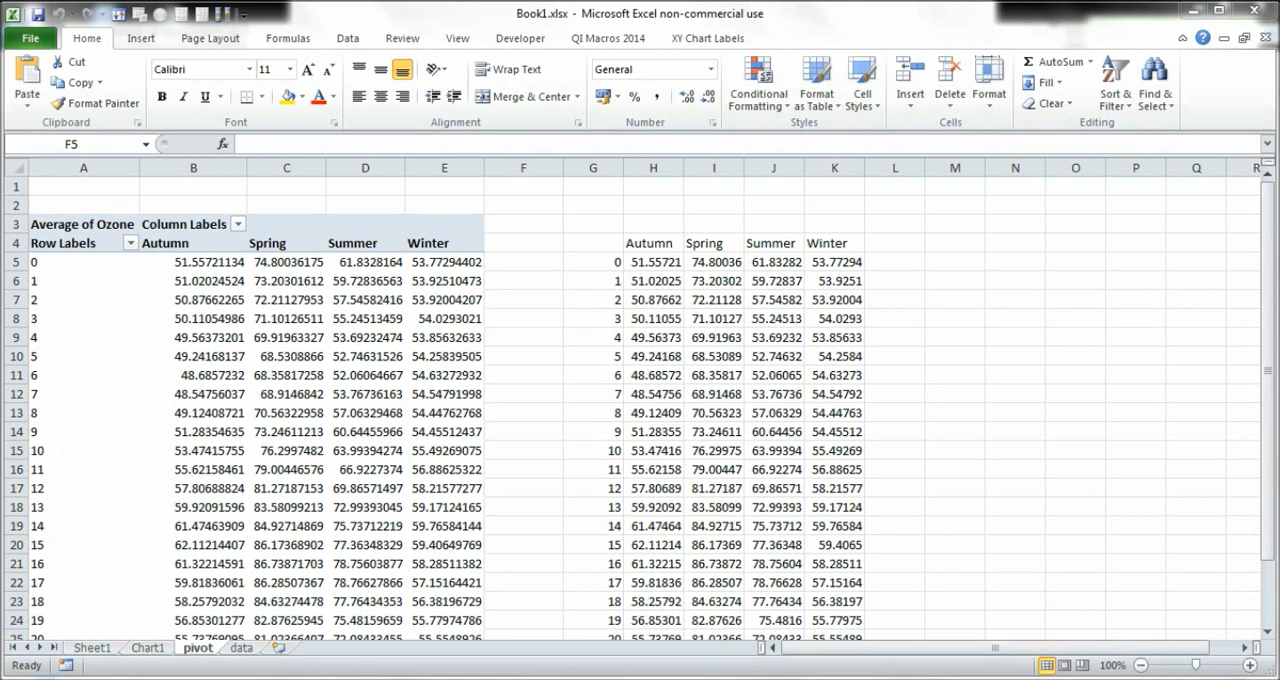 Book1.xlsx - Microsoft Excel non-commercial use
File Home Insert Page Layout Formulas Data Review View Developer QI Macros 2014 XY Chart Labels
Paste Cut Copy Format Painter Clipboard
Calibri 11 B I U A Font
Wrap Text Merge & Center Alignment
General % , Number
Conditional Formatting Format as Table Cell Styles Styles
Insert Delete Format Cells
AutoSum Fill Clear Sort & Filter Find & Select Editing
F5 fx
A B C D E F G H I J K L M N O P Q R
1
2
3 Average of Ozone Column Labels
4 Row Labels Autumn Spring Summer Winter Autumn Spring Summer Winter
5 0 51.55721134 74.80036175 61.8328164 53.77294402 0 51.55721 74.80036 61.83282 53.77294
6 1 51.02024524 73.20301612 59.72836563 53.92510473 1 51.02025 73.20302 59.72837 53.9251
7 2 50.87662265 72.21127953 57.54582416 53.92004207 2 50.87662 72.21128 57.54582 53.92004
8 3 50.11054986 71.10126511 55.24513459 54.0293021 3 50.11055 71.10127 55.24513 54.0293
9 4 49.56373201 69.91963327 53.69232474 53.85632633 4 49.56373 69.91963 53.69232 53.85633
10 5 49.24168137 68.5308866 52.74631526 54.25839505 5 49.24168 68.53089 52.74632 54.2584
11 6 48.6857232 68.35817258 52.06064667 54.63272932 6 48.68572 68.35817 52.06065 54.63273
12 7 48.54756037 68.9146842 53.76736163 54.54791998 7 48.54756 68.91468 53.76736 54.54792
13 8 49.12408721 70.56322958 57.06329468 54.44762768 8 49.12409 70.56323 57.06329 54.44763
14 9 51.28354635 73.24611213 60.64455966 54.45512437 9 51.28355 73.24611 60.64456 54.45512
15 10 53.47415755 76.2997482 63.99394274 55.49269075 10 53.47416 76.29975 63.99394 55.49269
16 11 55.62158461 79.00446576 66.9227374 56.88625322 11 55.62158 79.00447 66.92274 56.88625
17 12 57.80688824 81.27187153 69.86571497 58.21577277 12 57.80689 81.27187 69.86571 58.21577
18 13 59.92091596 83.58099712 72.99393045 59.17124165 13 59.92092 83.58099 72.99393 59.17124
19 14 61.47463909 84.92714869 75.73712219 59.76584144 14 61.47464 84.92715 75.73712 59.76584
20 15 62.11214407 86.17368902 77.36348329 59.40649769 15 62.11214 86.17369 77.36348 59.4065
21 16 61.32214591 86.73871703 78.75603877 58.28511382 16 61.32215 86.73872 78.75604 58.28511
22 17 59.81836061 86.28507367 78.76627866 57.15164421 17 59.81836 86.28507 78.76628 57.15164
23 18 58.25792032 84.63274478 77.76434353 56.38196729 18 58.25792 84.63274 77.76434 56.38197
24 19 56.85301277 82.87625945 75.48159659 55.77974786 19 56.85301 82.87626 75.4816 55.77975
25 20 55.73769095 81.02366407 72.08433455 55.5548926 20 55.73769 81.02366 72.08433 55.55489
Sheet1 Chart1 pivot data
Ready 100%